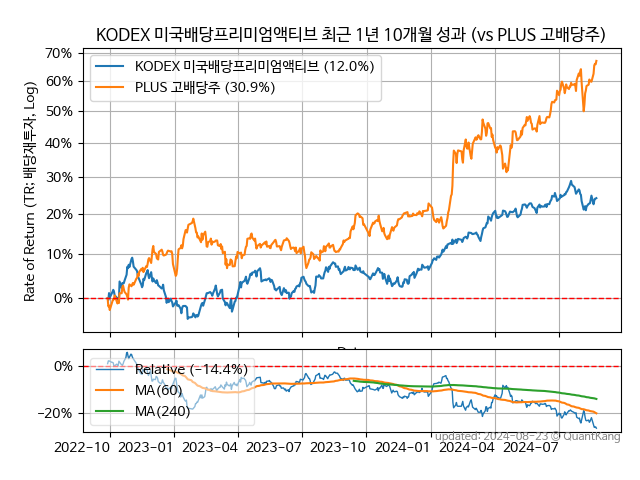 KODEX 미국배당프리미엄액티브 최근 1년 10개월 성과 (vs PLUS 고배당주)
70%
60%
50%
40%
30%
20%
10%
0%
Rate of Return (TR: 배당재투자, Log)
KODEX 미국배당프리미엄액티브 (12.0%)
PLUS 고배당주 (30.9%)
0%
−20%
Relative (−14.4%)
MA(60)
MA(240)
2022−10 2023−01 2023−04 2023−07 2023−10 2024−01 2024−04 2024−07
updated: 2024−08−23 © QuantKang